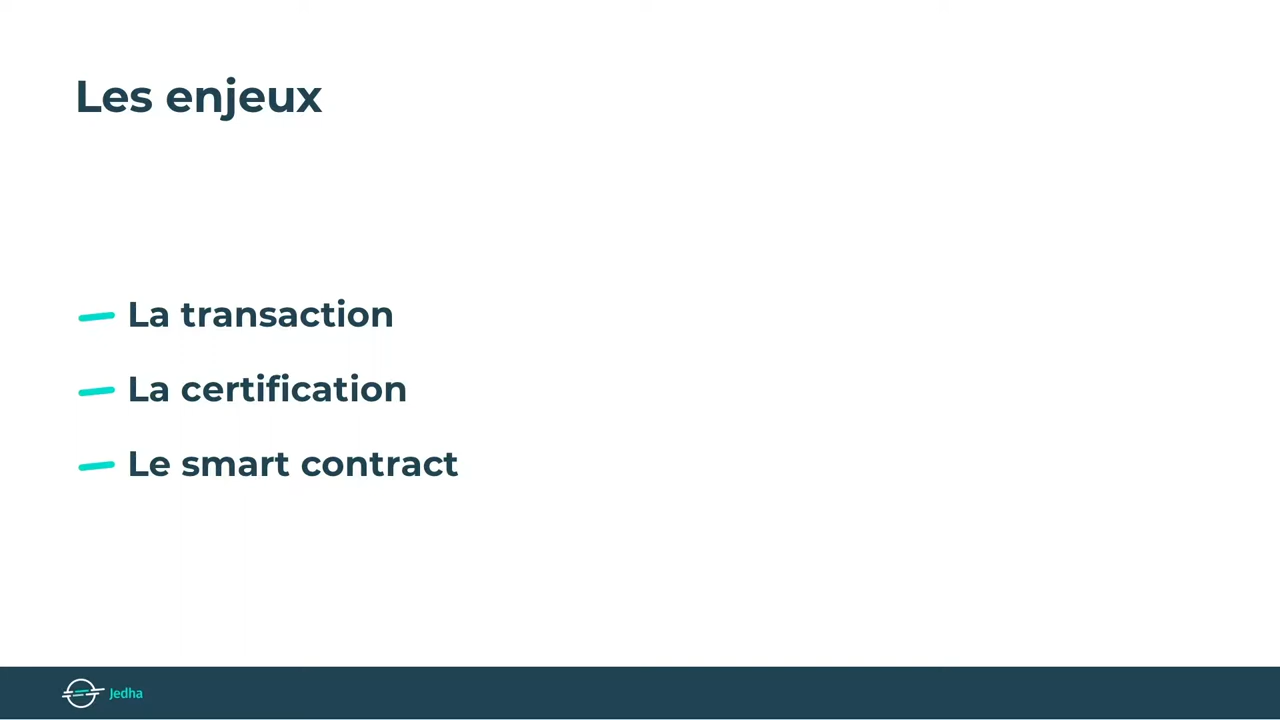 Les enjeux
La transaction
La certification
Le smart contract
Jedha